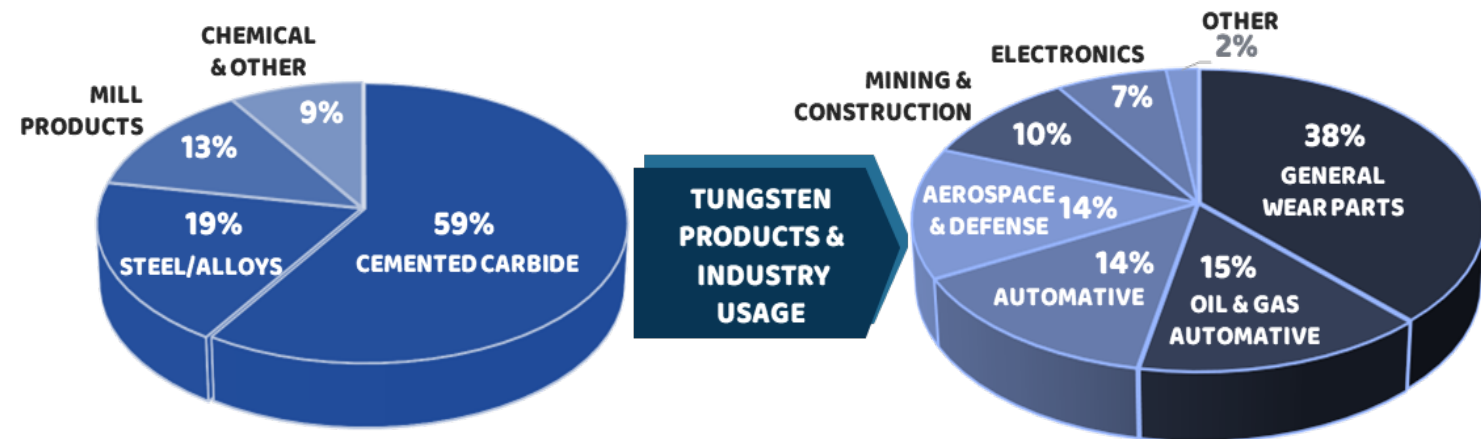 CHEMICAL
& OTHER
9%
MILL
PRODUCTS
13%
19%
STEEL/ALLOYS
59%
CEMENTED CARBIDE
TUNGSTEN
PRODUCTS &
INDUSTRY
USAGE
OTHER
2%
ELECTRONICS
7%
MINING &
CONSTRUCTION
10%
AEROSPACE
& DEFENSE 14%
14%
AUTOMATIVE
15%
OIL & GAS
AUTOMATIVE
38%
GENERAL
WEAR PARTS